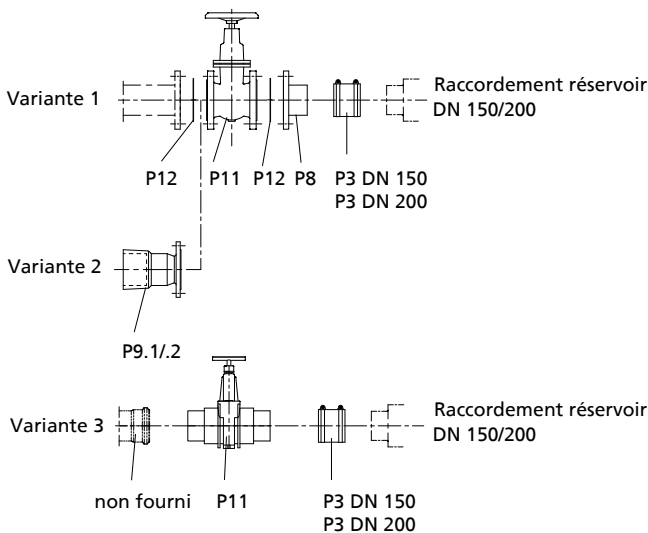 Variante 1
Raccordement réservoir
DN 150/200
P12
P11
P12
P8
P3 DN 150
P3 DN 200
Variante 2
P9.1/.2
Variante 3
Raccordement réservoir
DN 150/200
non fourni
P11
P3 DN 150
P3 DN 200